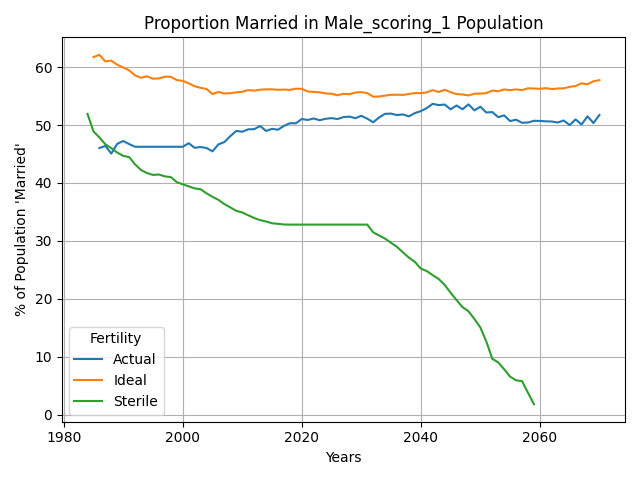 Proportion Married in Male_scoring_1 Population
% of Population 'Married'
60
50
40
30
20
10
0
Fertility
Actual
Ideal
Sterile
1980 2000 2020 2040 2060
Years